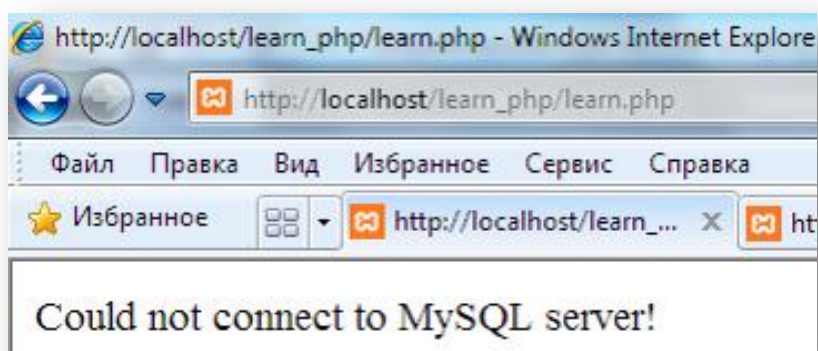 http://localhost/learn_php/learn.php - Windows Internet Explore
http://localhost/learn_php/learn.php
Файл Правка Вид Избранное Сервис Справка
Избранное http://localhost/learn_... X ht
Could not connect to MySQL server!